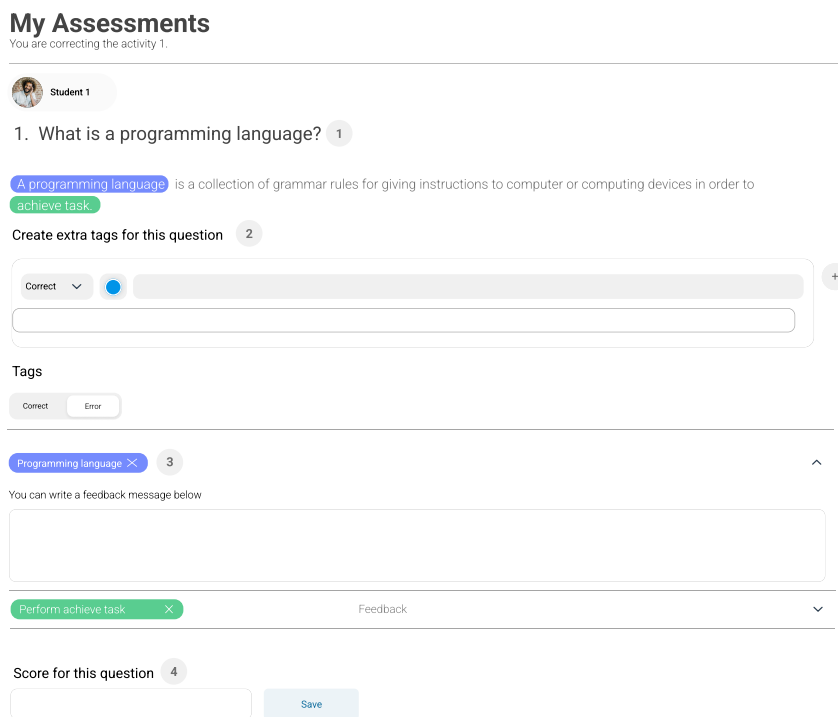 My Assessments
You are correcting the activity 1.
Student 1
1. What is a programming language? 1
A programming language is a collection of grammar rules for giving instructions to computer or computing devices in order to
achieve task.
Create extra tags for this question 2
Correct
+
Tags
Correct Error
Programming language 3
You can write a feedback message below
Perform achieve task Feedback
Score for this question 4
Save